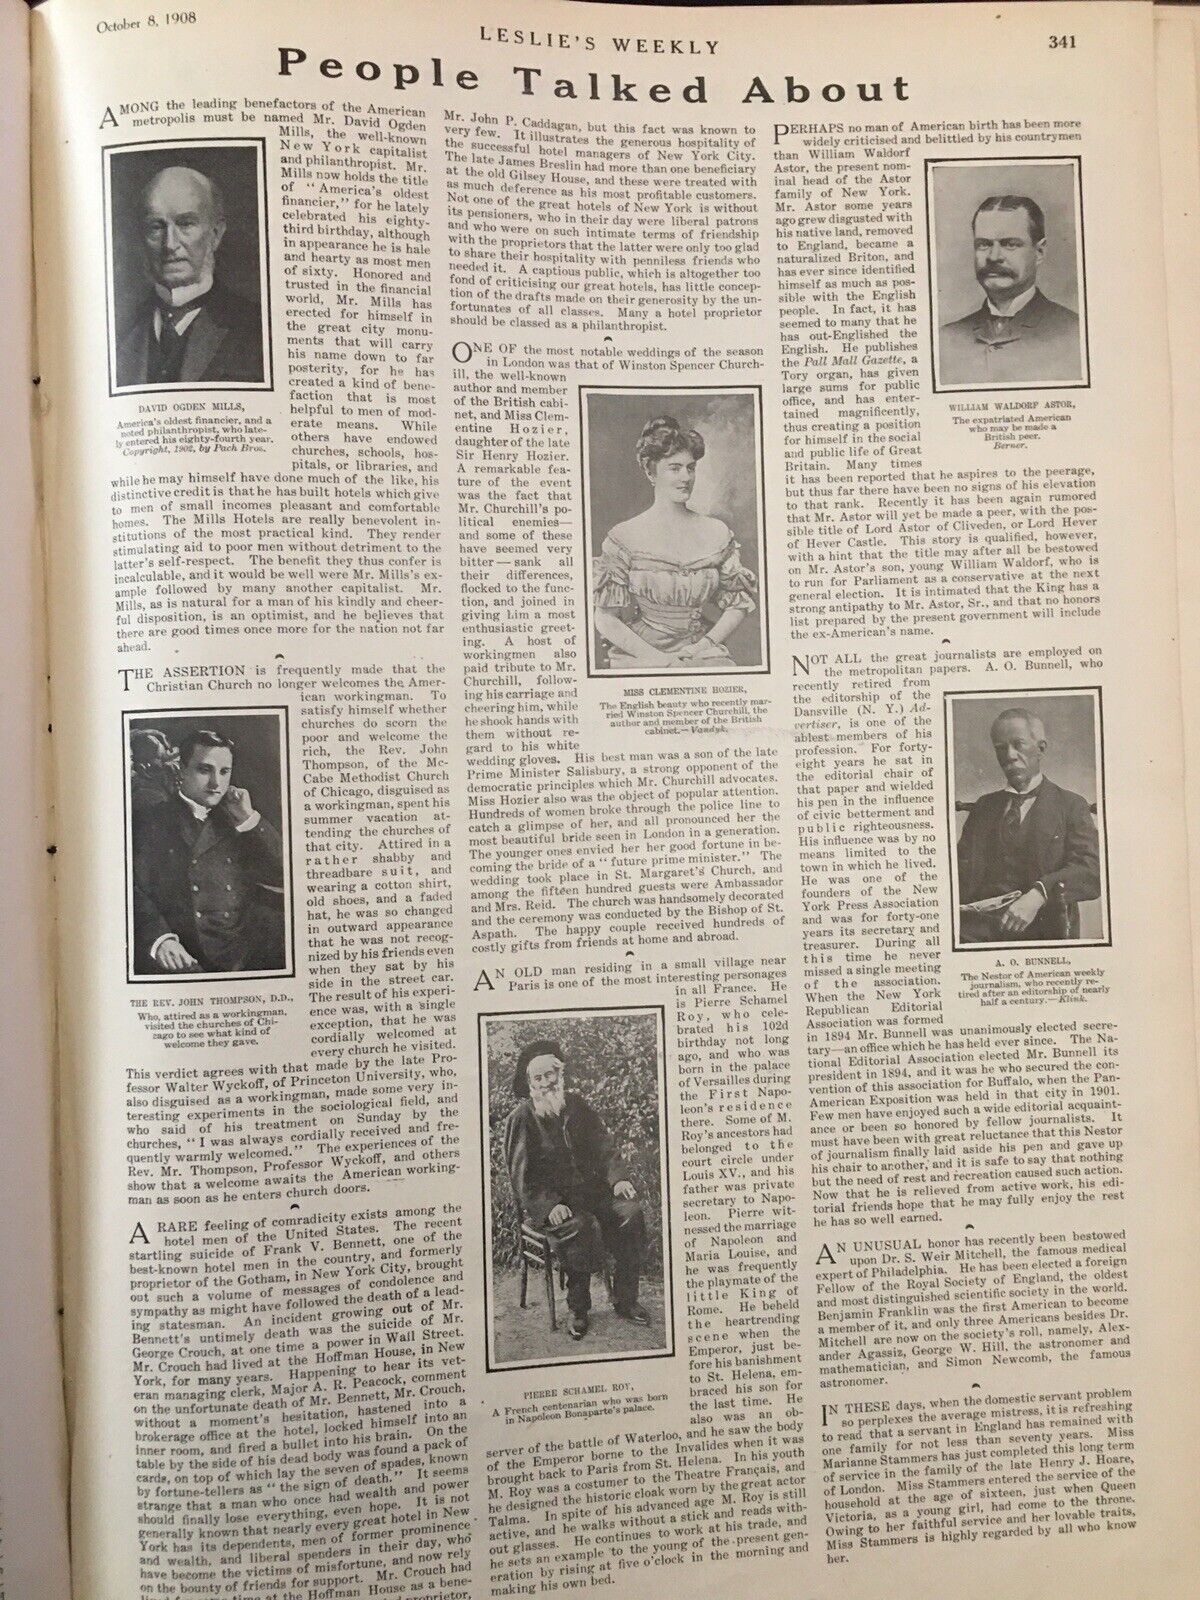 October 8, 1908
LESLIE'S WEEKLY
341
People Talked About
AMONG the leading benefactors of the American
metropolis must be named Mr. David Ogden
Mills, the well-known
New York capitalist
and philanthropist. Mr.
Mills now holds the title
of "America's oldest
financier," for he lately
celebrated his eighty-
third birthday, although
in appearance he is hale
and hearty as most men
of sixty. Honored and
trusted in the financial
world, Mr. Mills has
erected for himself in
the great city monu-
ments that will carry
his name down to far
posterity, for he has
created a kind of bene-
faction that is most
helpful to men of mod-
erate means. While
others have endowed
churches, schools, hos-
pitals, or libraries, and
while he may himself have done much of the like, his
distinctive credit is that he has built hotels which give
to men of small incomes pleasant and comfortable
homes. The Mills Hotels are really benevolent in-
stitutions of the most practical kind. They render
stimulating aid to poor men without detriment to the
latter's self-respect. The benefit they thus confer is
incalculable, and it would be well were Mr. Mills's ex-
ample followed by many another capitalist. Mr.
Mills, as is natural for a man of his kindly and cheer-
ful disposition, is an optimist, and he believes that
there are good times once more for the nation not far
ahead.
DAVID OGDEN MILLS,
America's oldest financier, and a
noted philanthropist, who late-
ly entered his eighty-fourth year.
Copyright, 1902, by Pach Bros.
THE ASSERTION is frequently made that the
Christian Church no longer welcomes the Amer-
ican workingman. To
satisfy himself whether
churches do scorn the
poor and welcome the
rich, the Rev. John
Thompson, of the Mc-
Cabe Methodist Church
of Chicago, disguised as
a workingman, spent his
summer vacation at-
tending the churches of
that city. Attired in a
rather shabby and
threadbare suit, and
wearing a cotton shirt,
old shoes, and a faded
hat, he was so changed
in outward appearance
that he was not recog-
nized by his friends even
when they sat by his
side in the street car.
The result of his experi-
ence was, with a single
exception, that he was
cordially welcomed at
every church he visited.
This verdict agrees with that made by the late Pro-
fessor Walter Wyckoff, of Princeton University, who,
also disguised as a workingman, made some very in-
teresting experiments in the sociological field, and
who said of his treatment on Sunday by the
churches, "I was always cordially received and fre-
quently warmly welcomed." The experiences of the
Rev. Mr. Thompson, Professor Wyckoff, and others
show that a welcome awaits the American working-
man as soon as he enters church doors.
THE REV. JOHN THOMPSON, D.D.,
Who, attired as a workingman,
visited the churches of Chi-
cago to see what kind of
welcome they gave.
A RARE feeling of comradicity exists among the
hotel men of the United States. The recent
startling suicide of Frank V. Bennett, one of the
best-known hotel men in the country, and formerly
proprietor of the Gotham, in New York City, brought
out such a volume of messages of condolence and
sympathy as might have followed the death of a lead-
ing statesman. An incident growing out of Mr.
Bennett's untimely death was the suicide of Mr.
George Crouch, at one time a power in Wall Street.
Mr. Crouch had lived at the Hoffman House, in New
York, for many years. Happening to hear its vet-
eran managing clerk, Major A. R. Peacock, comment
on the unfortunate death of Mr. Bennett, Mr. Crouch,
without a moment's hesitation, hastened into a
brokerage office at the hotel, locked himself into an
inner room, and fired a bullet into his brain. On the
table by the side of his dead body was found a pack of
cards, on top of which lay the seven of spades, known
by fortune-tellers as "the sign of death." It seems
strange that a man who once had wealth and power
should finally lose everything, even hope. It is not
generally known that nearly every great hotel in New
York has its dependents, men of former prominence
and wealth, and liberal spenders in their day, who
have become the victims of misfortune, and now rely
on the bounty of friends for support. Mr. Crouch had
time at the Hoffman House as a bene-
proprietor,
Mr. John P. Caddagan, but this fact was known to
very few. It illustrates the generous hospitality of
the successful hotel managers of New York City.
The late James Breslin had more than one beneficiary
at the old Gilsey House, and these were treated with
as much deference as his most profitable customers.
Not one of the great hotels of New York is without
its pensioners, who in their day were liberal patrons
and who were on such intimate terms of friendship
with the proprietors that the latter were only too glad
to share their hospitality with penniless friends who
needed it. A captious public, which is altogether too
fond of criticising our great hotels, has little concep-
tion of the drafts made on their generosity by the un-
fortunates of all classes. Many a hotel proprietor
should be classed as a philanthropist.
ONE OF the most notable weddings of the season
in London was that of Winston Spencer Church-
ill, the well-known
author and member
of the British cabi-
net, and Miss Clem-
entine Hozier,
daughter of the late
Sir Henry Hozier.
A remarkable fea-
ture of the event
was the fact that
Mr. Churchill's po-
litical enemies—
and some of these
have seemed very
bitter—sank all
their differences,
flocked to the func-
tion, and joined in
giving him a most
enthusiastic greet-
ing. A host of
workingmen also
paid tribute to Mr.
Churchill, follow-
ing his carriage and
cheering him, while
he shook hands with
them without re-
gard to his white
wedding gloves. His best man was a son of the late
Prime Minister Salisbury, a strong opponent of the
democratic principles which Mr. Churchill advocates.
Miss Hozier also was the object of popular attention.
Hundreds of women broke through the police line to
catch a glimpse of her, and all pronounced her the
most beautiful bride seen in London in a generation.
The younger ones envied her her good fortune in be-
coming the bride of a "future prime minister." The
wedding took place in St. Margaret's Church, and
among the fifteen hundred guests were Ambassador
and Mrs. Reid. The church was handsomely decorated
and the ceremony was conducted by the Bishop of St.
Aspath. The happy couple received hundreds of
costly gifts from friends at home and abroad.
MISS CLEMENTINE HOZIER,
The English beauty who recently mar-
ried Winston Spencer Churchill, the
author and member of the British
cabinet.—Vandyk.
AN OLD man residing in a small village near
Paris is one of the most interesting personages
in all France. He
is Pierre Schamel
Roy, who cele-
brated his 102d
birthday not long
ago, and who was
born in the palace
of Versailles during
the First Napo-
leon's residence
there. Some of M.
Roy's ancestors had
belonged to the
court circle under
Louis XV., and his
father was private
secretary to Napo-
leon. Pierre wit-
nessed the marriage
of Napoleon and
Maria Louise, and
he was frequently
the playmate of the
little King of
Rome. He beheld
the heartrending
scene when the
Emperor, just be-
fore his banishment
to St. Helena, em-
braced his son for
the last time. He
also was an ob-
server of the battle of Waterloo, and he saw the body
of the Emperor borne to the Invalides when it was
brought back to Paris from St. Helena. In his youth
M. Roy was a costumer to the Theatre Français, and
he designed the historic cloak worn by the great actor
Talma. In spite of his advanced age M. Roy is still
active, and he walks without a stick and reads with-
out glasses. He continues to work at his trade, and
he sets an example to the young of the present gen-
eration by rising at five o'clock in the morning and
making his own bed.
PIERRE SCHAMEL ROY,
A French centenarian who was born
in Napoleon Bonaparte's palace.
PERHAPS no man of American birth has been more
widely criticised and belittled by his countrymen
than William Waldorf
Astor, the present nom-
inal head of the Astor
family of New York.
Mr. Astor some years
ago grew disgusted with
his native land, removed
to England, became a
naturalized Briton, and
has ever since identified
himself as much as pos-
sible with the English
people. In fact, it has
seemed to many that he
has out-Englished the
English. He publishes
the Pall Mall Gazette, a
Tory organ, has given
large sums for public
office, and has enter-
tained magnificently,
thus creating a position
for himself in the social
and public life of Great
Britain. Many times
it has been reported that he aspires to the peerage,
but thus far there have been no signs of his elevation
to that rank. Recently it has been again rumored
that Mr. Astor will yet be made a peer, with the pos-
sible title of Lord Astor of Cliveden, or Lord Hever
of Hever Castle. This story is qualified, however,
with a hint that the title may after all be bestowed
on Mr. Astor's son, young William Waldorf, who is
to run for Parliament as a conservative at the next
general election. It is intimated that the King has a
strong antipathy to Mr. Astor, Sr., and that no honors
list prepared by the present government will include
the ex-American's name.
WILLIAM WALDORF ASTOR,
The expatriated American
who may be made a
British peer.
Berner.
NOT ALL the great journalists are employed on
the metropolitan papers. A. O. Bunnell, who
recently retired from
the editorship of the
Dansville (N. Y.) Ad-
vertiser, is one of the
ablest members of his
profession. For forty-
eight years he sat in
the editorial chair of
that paper and wielded
his pen in the influence
of civic betterment and
public righteousness.
His influence was by no
means limited to the
town in which he lived.
He was one of the
founders of the New
York Press Association
and was for forty-one
years its secretary and
treasurer. During all
this time he never
missed a single meeting
of the association.
When the New York
Republican Editorial
Association was formed
in 1894 Mr. Bunnell was unanimously elected secre-
tary—an office which he has held ever since. The Na-
tional Editorial Association elected Mr. Bunnell its
president in 1894, and it was he who secured the con-
vention of this association for Buffalo, when the Pan-
American Exposition was held in that city in 1901.
Few men have enjoyed such a wide editorial acquaint-
ance or been so honored by fellow journalists. It
must have been with great reluctance that this Nestor
of journalism finally laid aside his pen and gave up
his chair to another, and it is safe to say that nothing
but the need of rest and recreation caused such action.
Now that he is relieved from active work, his edi-
torial friends hope that he may fully enjoy the rest
he has so well earned.
A. O. BUNNELL,
The Nestor of American weekly
journalism, who recently re-
tired after an editorship of nearly
half a century.—Klink.
AN UNUSUAL honor has recently been bestowed
upon Dr. S. Weir Mitchell, the famous medical
expert of Philadelphia. He has been elected a foreign
Fellow of the Royal Society of England, the oldest
and most distinguished scientific society in the world.
Benjamin Franklin was the first American to become
a member of it, and only three Americans besides Dr.
Mitchell are now on the society's roll, namely, Alex-
ander Agassiz, George W. Hill, the astronomer and
mathematician, and Simon Newcomb, the famous
astronomer.
IN THESE days, when the domestic servant problem
so perplexes the average mistress, it is refreshing
to read that a servant in England has remained with
one family for not less than seventy years. Miss
Marianne Stammers has just completed this long term
of service in the family of the late Henry J. Hoare,
of London. Miss Stammers entered the service of the
household at the age of sixteen, just when Queen
Victoria, as a young girl, had come to the throne.
Owing to her faithful service and her lovable traits,
Miss Stammers is highly regarded by all who know
her.